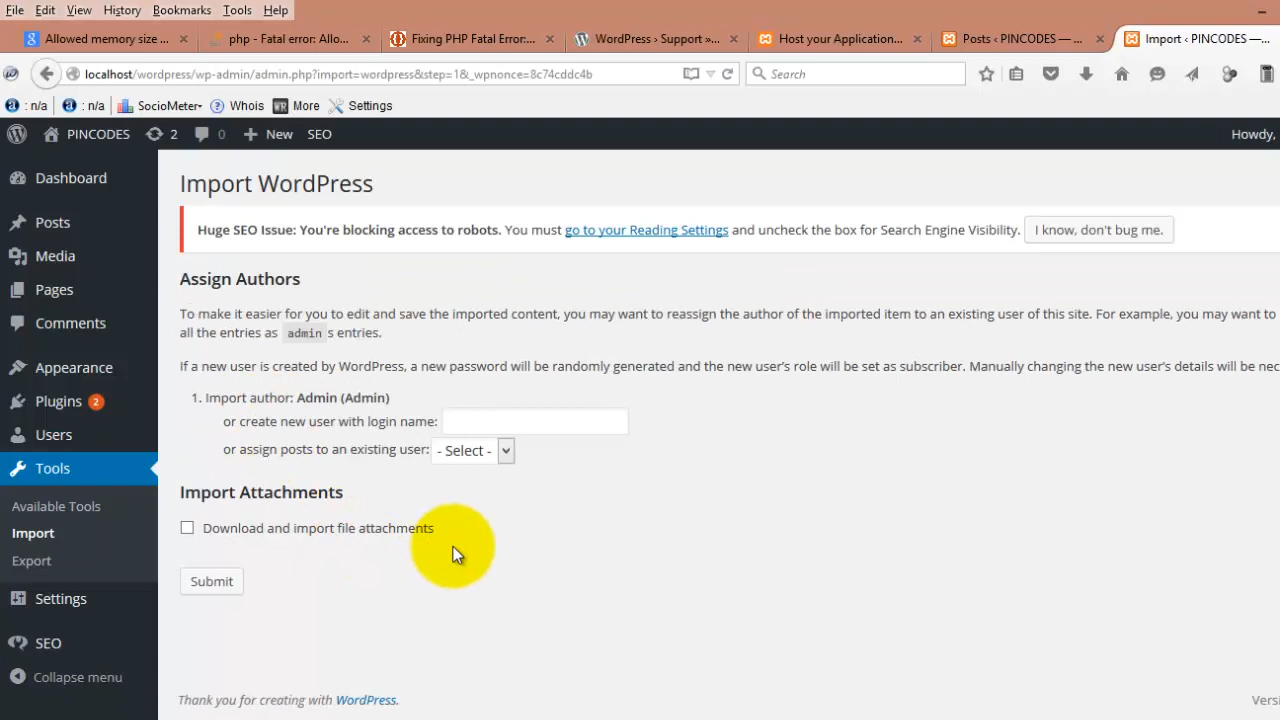 File Edit View History Bookmarks Tools Help
Allowed memory size ... × php - Fatal error: Allo... × Fixing PHP Fatal Error:... × WordPress › Support »... × Host your Application... × Posts ‹ PINCODES — ... × Import ‹ PINCODES —...
localhost/wordpress/wp-admin/admin.php?import=wordpress&step=1&_wpnonce=8c74cddc4b Search
: n/a : n/a SocioMeter Whois More Settings
PINCODES 2 0 New SEO Howdy,
Dashboard
Posts
Media
Pages
Comments
Appearance
Plugins 2
Users
Tools
Available Tools
Import
Export
Settings
SEO
Collapse menu
Import WordPress
Huge SEO Issue: You're blocking access to robots. You must go to your Reading Settings and uncheck the box for Search Engine Visibility. I know, don't bug me.
Assign Authors
To make it easier for you to edit and save the imported content, you may want to reassign the author of the imported item to an existing user of this site. For example, you may want to
all the entries as admin s entries.
If a new user is created by WordPress, a new password will be randomly generated and the new user's role will be set as subscriber. Manually changing the new user's details will be nec
1. Import author: Admin (Admin)
or create new user with login name:
or assign posts to an existing user: - Select -
Import Attachments
Download and import file attachments
Submit
Thank you for creating with WordPress. Versi